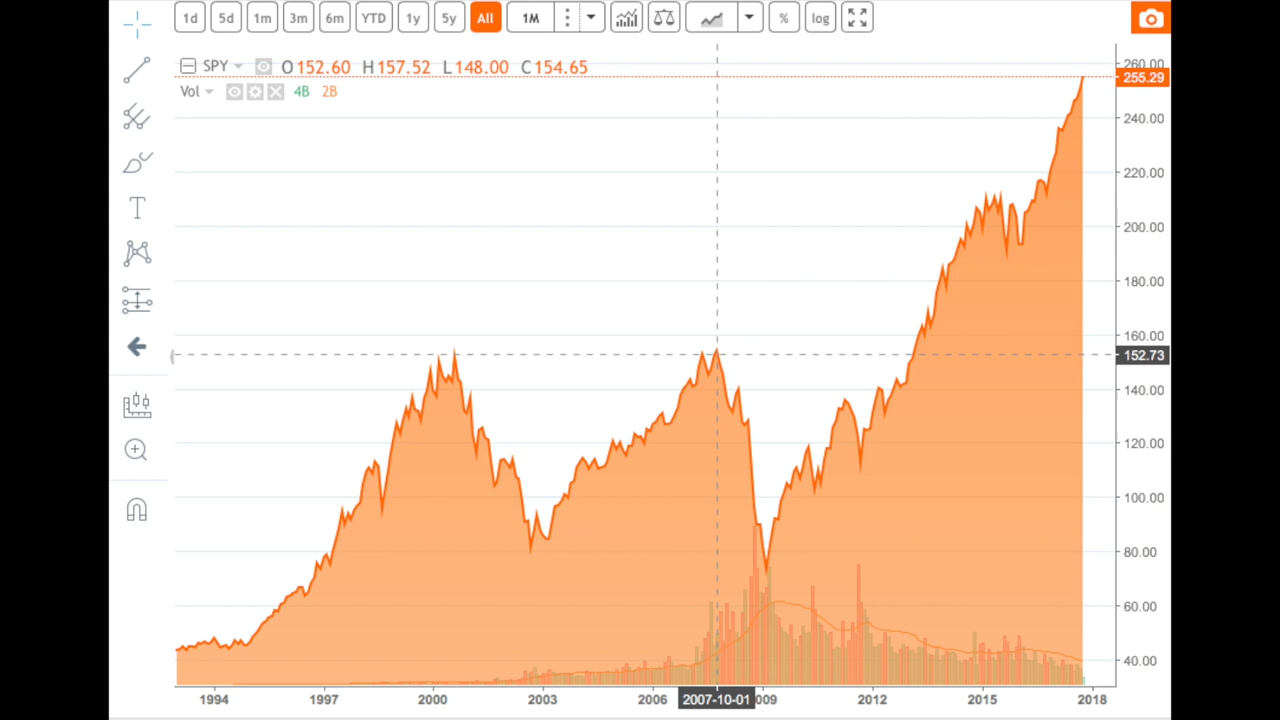 1d 5d 1m 3m 6m YTD 1y 5y All 1M % log
SPY O 152.60 H 157.52 L 148.00 C 154.65
Vol 4B 2B
T
260.00
255.29
240.00
220.00
200.00
180.00
160.00
152.73
140.00
120.00
100.00
80.00
60.00
40.00
1994 1997 2000 2003 2006 2007-10-01 009 2012 2015 2018